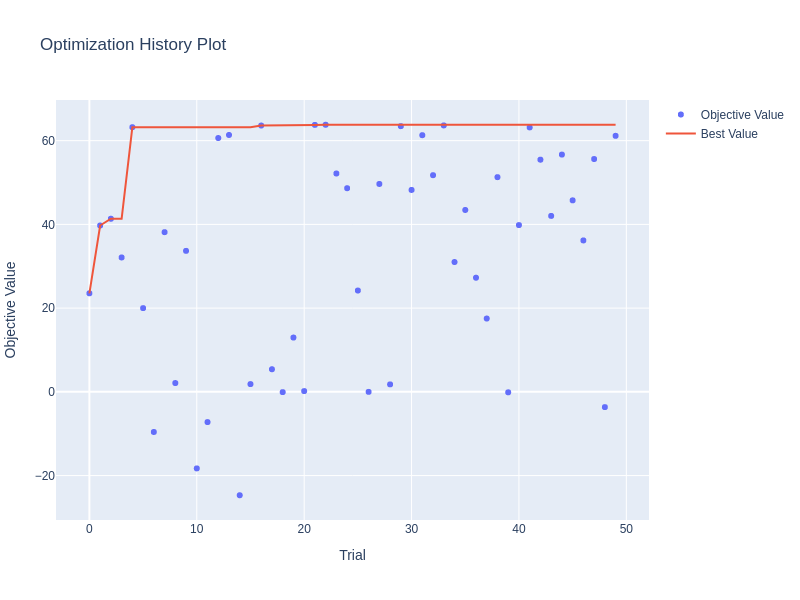 Optimization History Plot
Objective Value
Best Value
60
40
20
0
−20
Objective Value
0 10 20 30 40 50
Trial